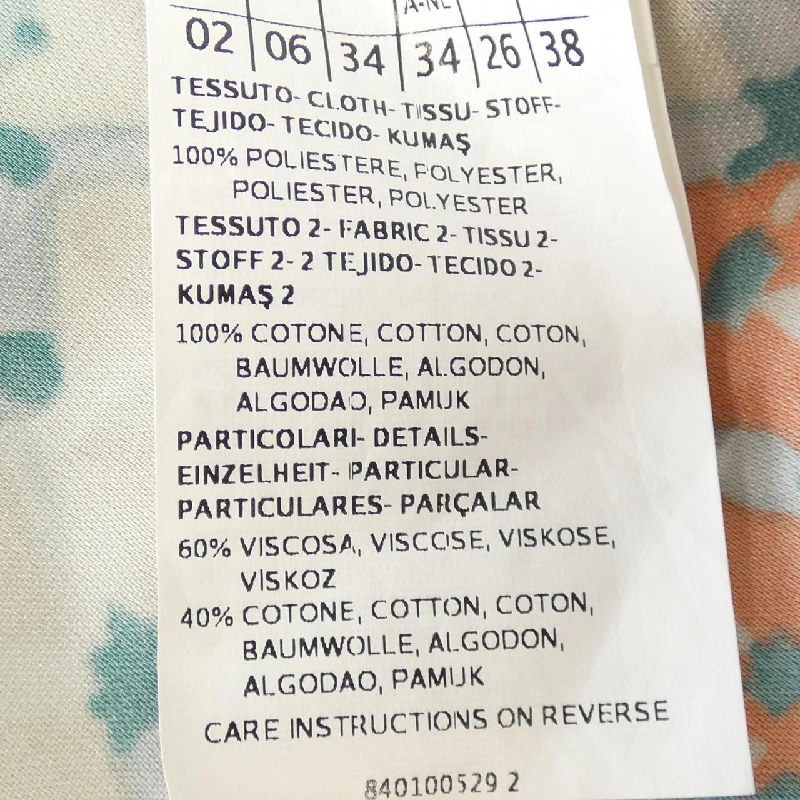 A-NL
02 06 34 34 26 38
TESSUTO- CLOTH- TISSU- STOFF-
TEJIDO- TECIDO- KUMAŞ
100% POLIESTERE, POLYESTER,
POLIESTER, POLYESTER
TESSUTO 2- FABRIC 2- TISSU 2-
STOFF 2- 2 TEJIDO- TECIDO 2-
KUMAŞ 2
100% COTONE, COTTON, COTON,
BAUMWOLLE, ALGODON,
ALGODAO, PAMUK
PARTICOLARI- DETAILS-
EINZELHEIT- PARTICULAR-
PARTICULARES- PARÇALAR
60% VISCOSA, VISCOSE, VISKOSE,
VISKOZ
40% COTONE, COTTON, COTON,
BAUMWOLLE, ALGODON,
ALGODAO, PAMUK
CARE INSTRUCTIONS ON REVERSE
840100529 2